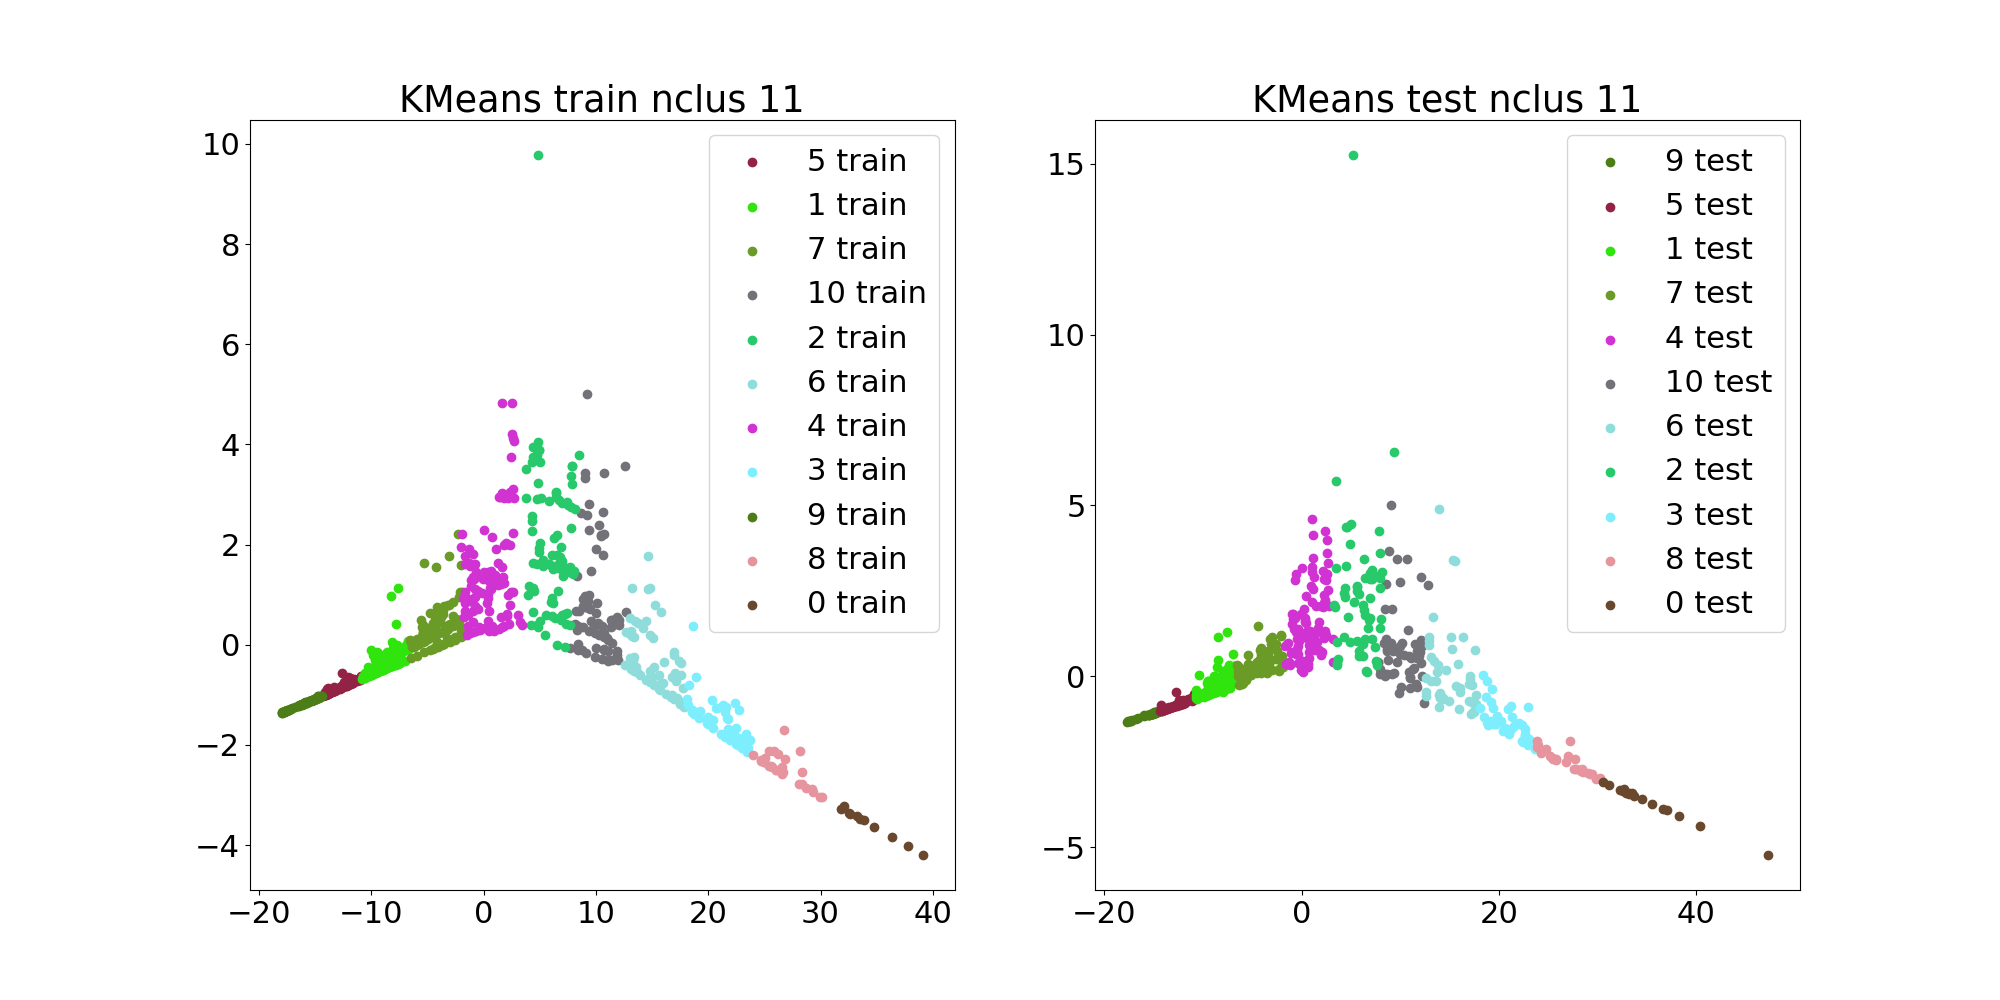 KMeans train nclus 11
10
8
6
4
2
0
−2
−4
−20
−10
0
10
20
30
40
5 train
1 train
7 train
10 train
2 train
6 train
4 train
3 train
9 train
8 train
0 train
KMeans test nclus 11
15
10
5
0
−5
−20
0
20
40
9 test
5 test
1 test
7 test
4 test
10 test
6 test
2 test
3 test
8 test
0 test